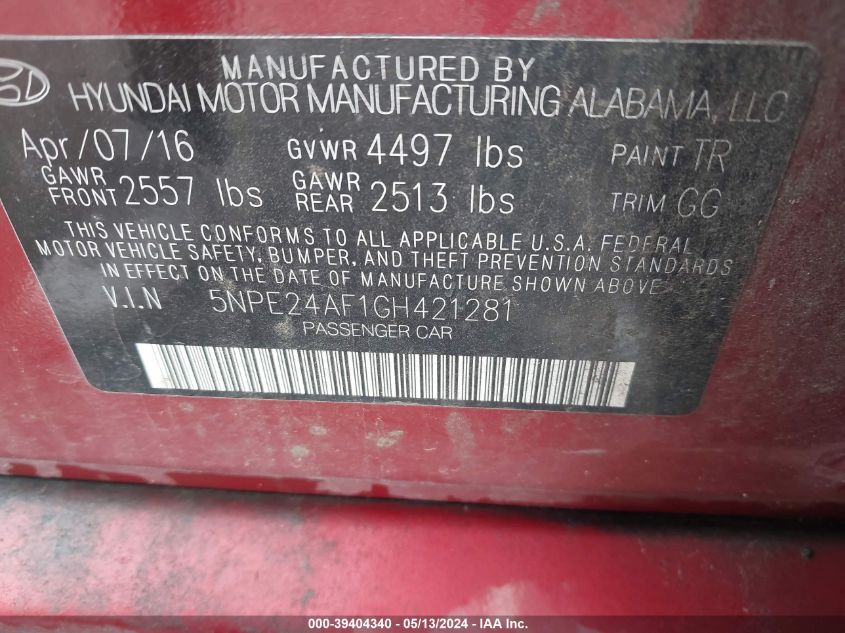 MANUFACTURED BY
HYUNDAI MOTOR MANUFACTURING ALABAMA, LLC
Apr/07/16 GVWR 4497 lbs PAINT TR
GAWR FRONT 2557 lbs GAWR REAR 2513 lbs TRIM GG
THIS VEHICLE CONFORMS TO ALL APPLICABLE U.S.A. FEDERAL
MOTOR VEHICLE SAFETY, BUMPER, AND THEFT PREVENTION STANDARDS
IN EFFECT ON THE DATE OF MANUFACTURE SHOWN ABOVE
V.I.N 5NPE24AF1GH421281
PASSENGER CAR
000-39404340 - 05/13/2024 - IAA Inc.